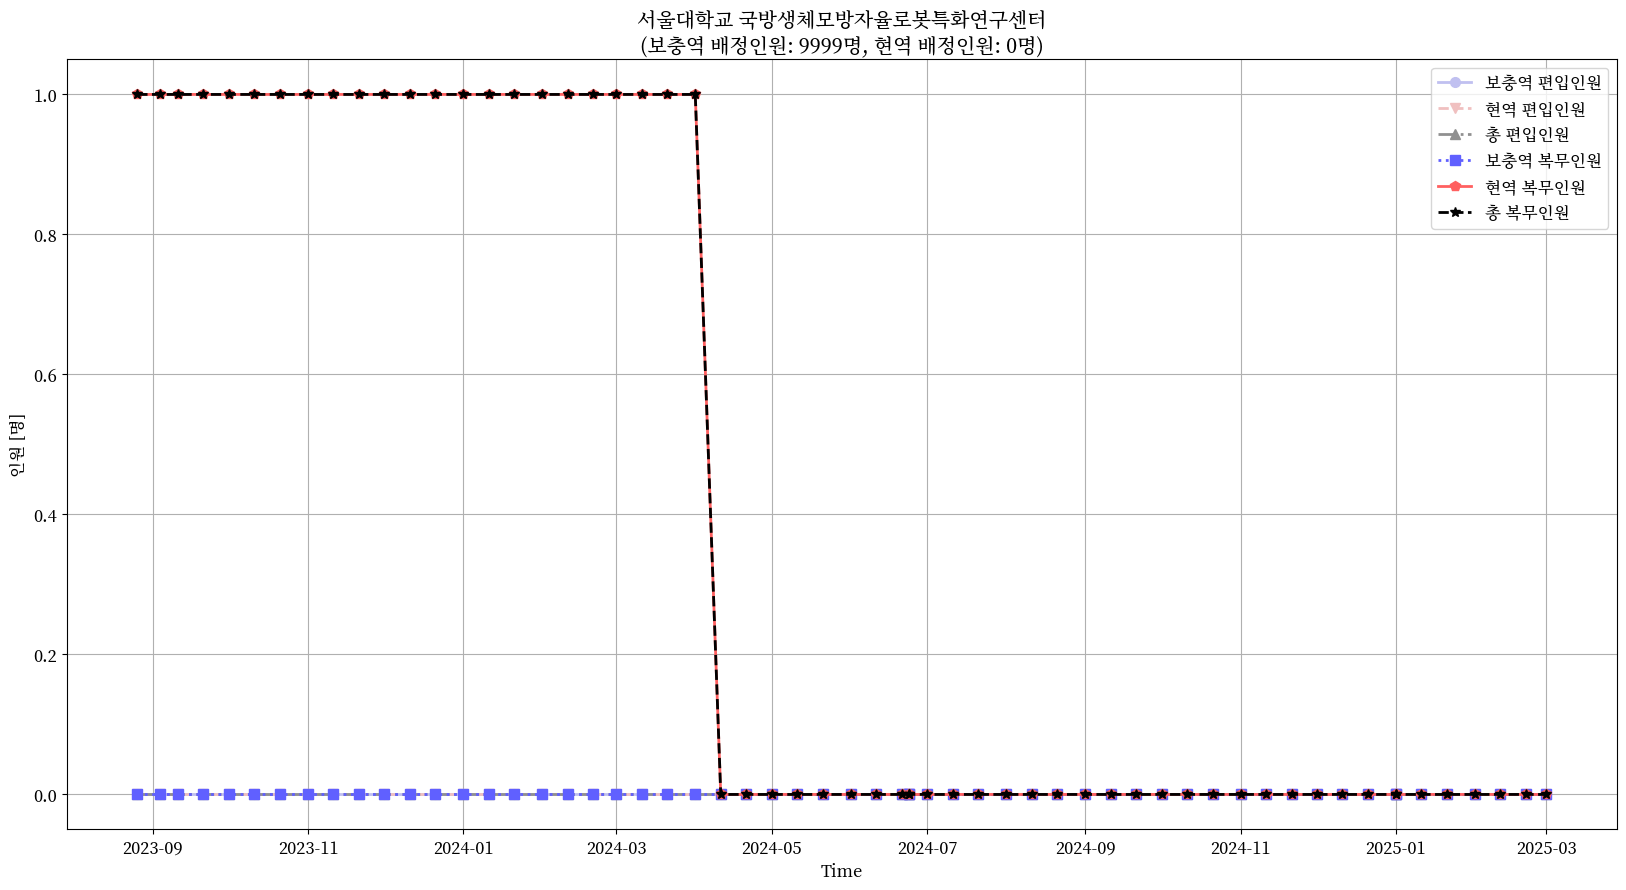 서울대학교 국방생체모방자율로봇특화연구센터
(보충역 배정인원: 9999명, 현역 배정인원: 0명)
보충역 편입인원
현역 편입인원
총 편입인원
보충역 복무인원
현역 복무인원
총 복무인원
인원 [명]
1.0
0.8
0.6
0.4
0.2
0.0
2023-09
2023-11
2024-01
2024-03
2024-05
2024-07
2024-09
2024-11
2025-01
2025-03
Time